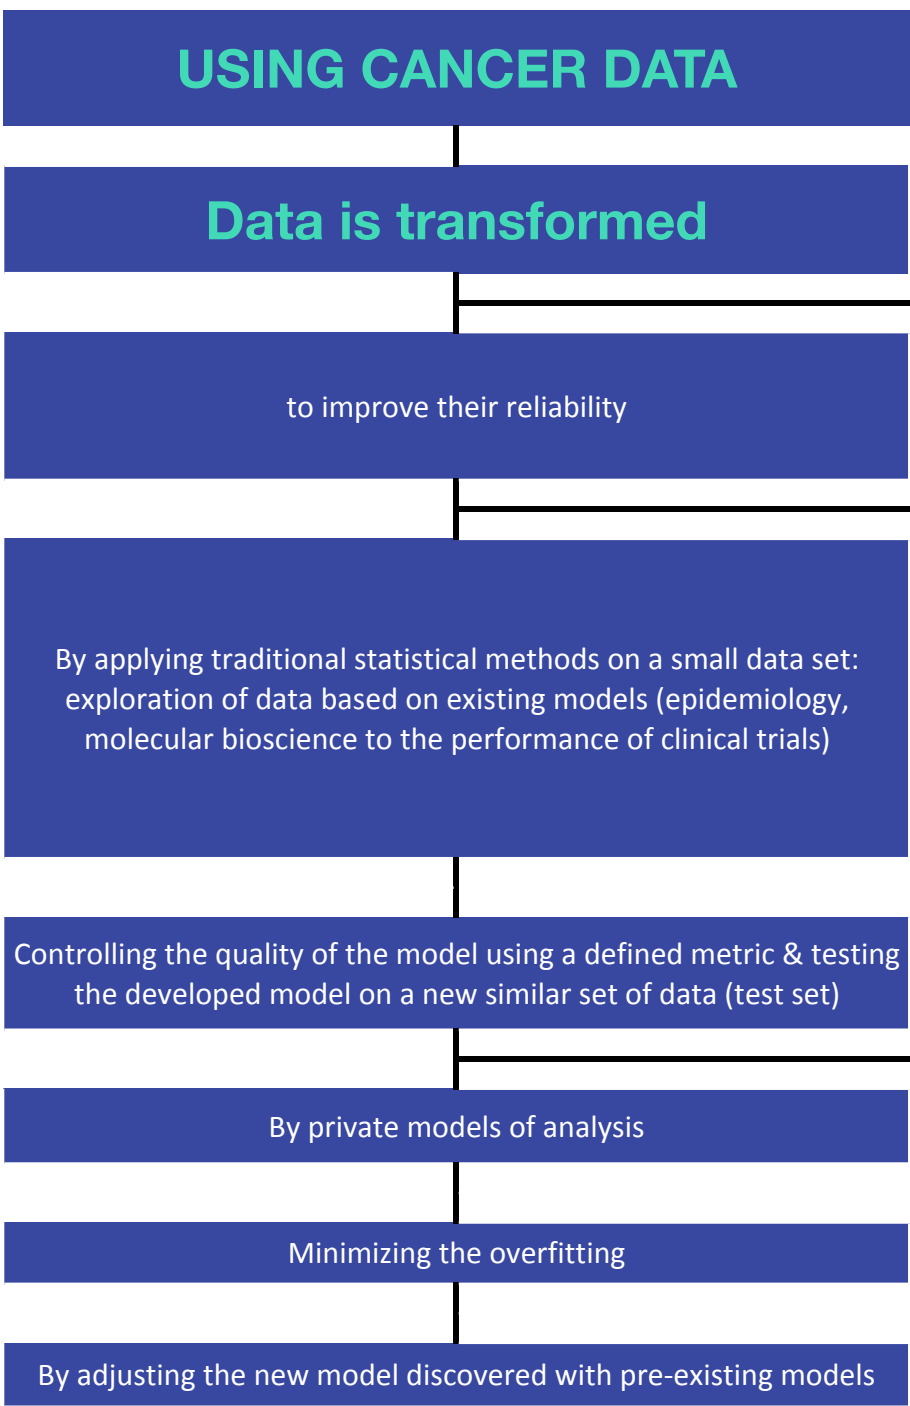 USING CANCER DATA
Data is transformed
to improve their reliability
By applying traditional statistical methods on a small data set:
exploration of data based on existing models (epidemiology,
molecular bioscience to the performance of clinical trials)
Controlling the quality of the model using a defined metric & testing
the developed model on a new similar set of data (test set)
By private models of analysis
Minimizing the overfitting
By adjusting the new model discovered with pre-existing models